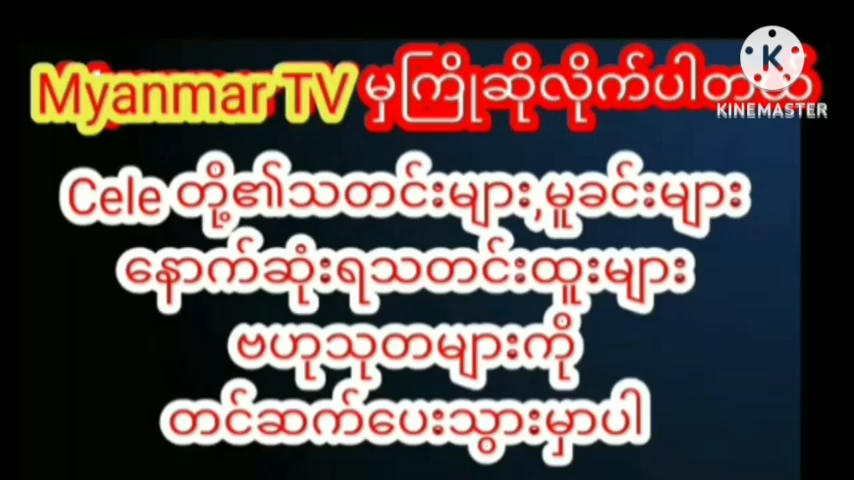 Myanmar TV မှကြိုဆိုလိုက်ပါတယ်
KINEMASTER
Cele တို့၏သတင်းများ,မူခင်းများ
နောက်ဆုံးရသတင်းထူးများ
ဗဟုသုတများကို
တင်ဆက်ပေးသွားမှာပါ